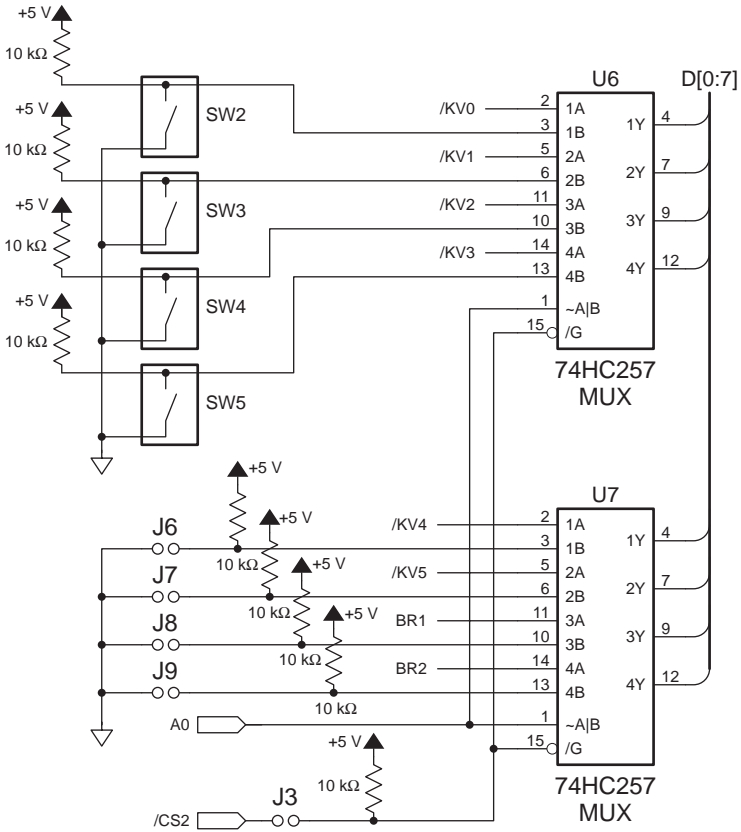 +5 V
10 kΩ
SW2
+5 V
10 kΩ
SW3
+5 V
10 kΩ
SW4
+5 V
10 kΩ
SW5
U6
D[0:7]
/KV0
2
1A
3
1B
1Y
4
/KV1
5
2A
6
2B
2Y
7
/KV2
11
3A
10
3B
3Y
9
/KV3
14
4A
13
4B
4Y
12
1
~A|B
15
/G
74HC257
MUX
+5 V
+5 V
+5 V
+5 V
J6
10 kΩ
J7
10 kΩ
J8
10 kΩ
J9
10 kΩ
U7
/KV4
2
1A
3
1B
1Y
4
/KV5
5
2A
6
2B
2Y
7
BR1
11
3A
10
3B
3Y
9
BR2
14
4A
13
4B
4Y
12
A0
1
~A|B
15
/G
74HC257
MUX
+5 V
10 kΩ
J3
/CS2